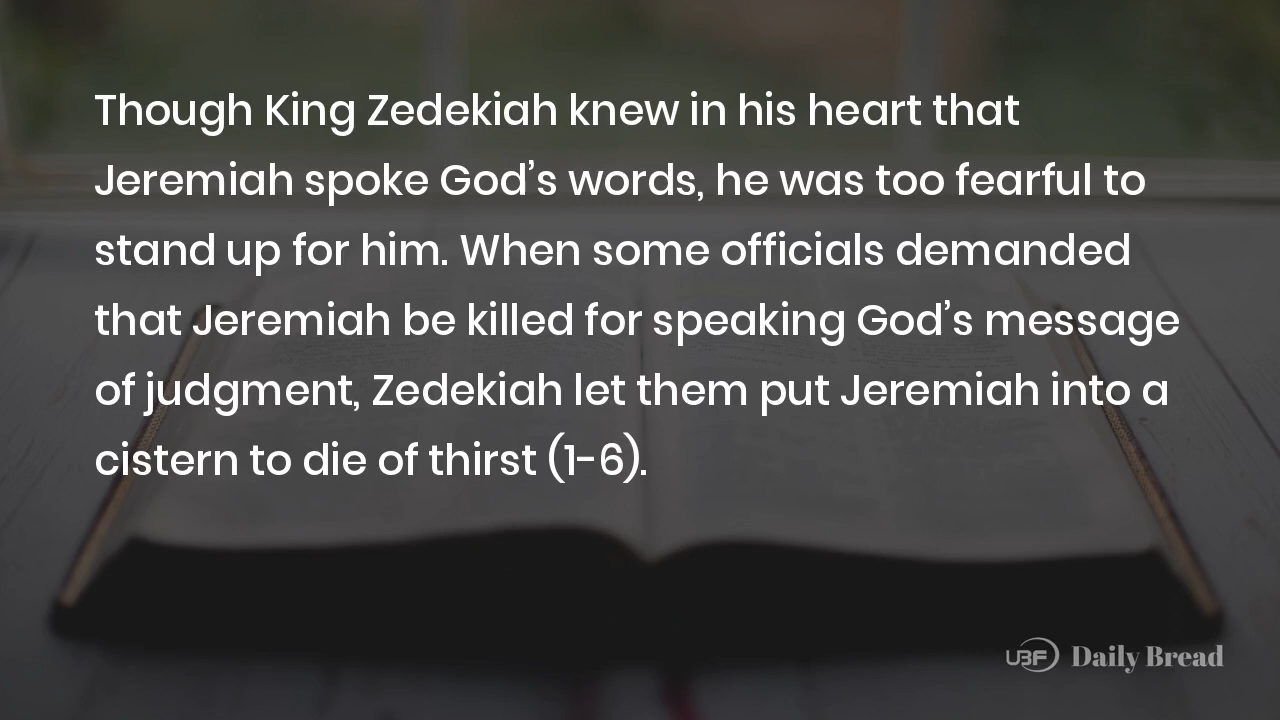 Though King Zedekiah knew in his heart that
Jeremiah spoke God’s words, he was too fearful to
stand up for him. When some officials demanded
that Jeremiah be killed for speaking God’s message
of judgment, Zedekiah let them put Jeremiah into a
cistern to die of thirst (1-6).
UBF Daily Bread